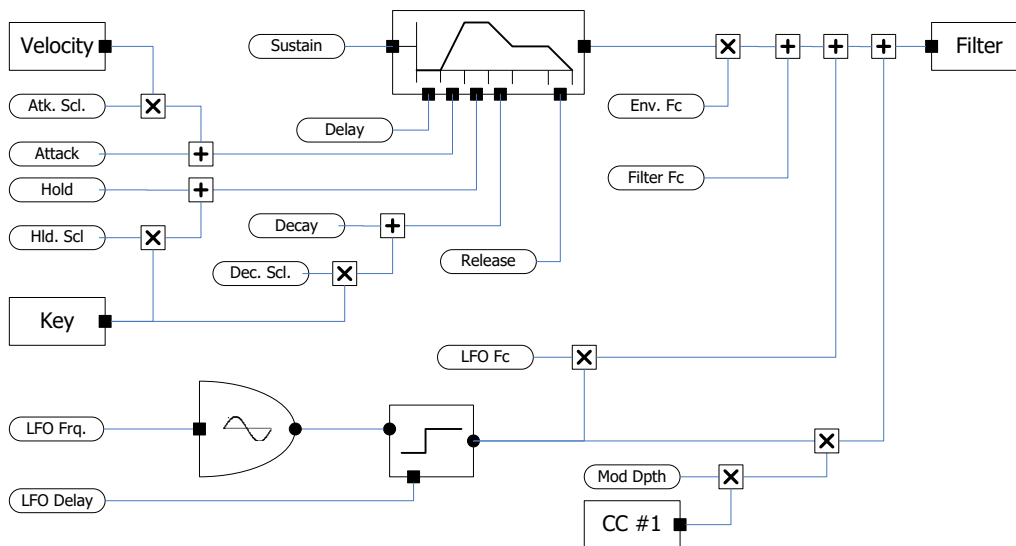 Velocity
Sustain
Filter
Atk. Scl.
Env. Fc
Delay
Attack
Filter Fc
Hold
Decay
Hld. Scl
Release
Dec. Scl.
Key
LFO Fc
LFO Frq.
Mod Dpth
LFO Delay
CC #1